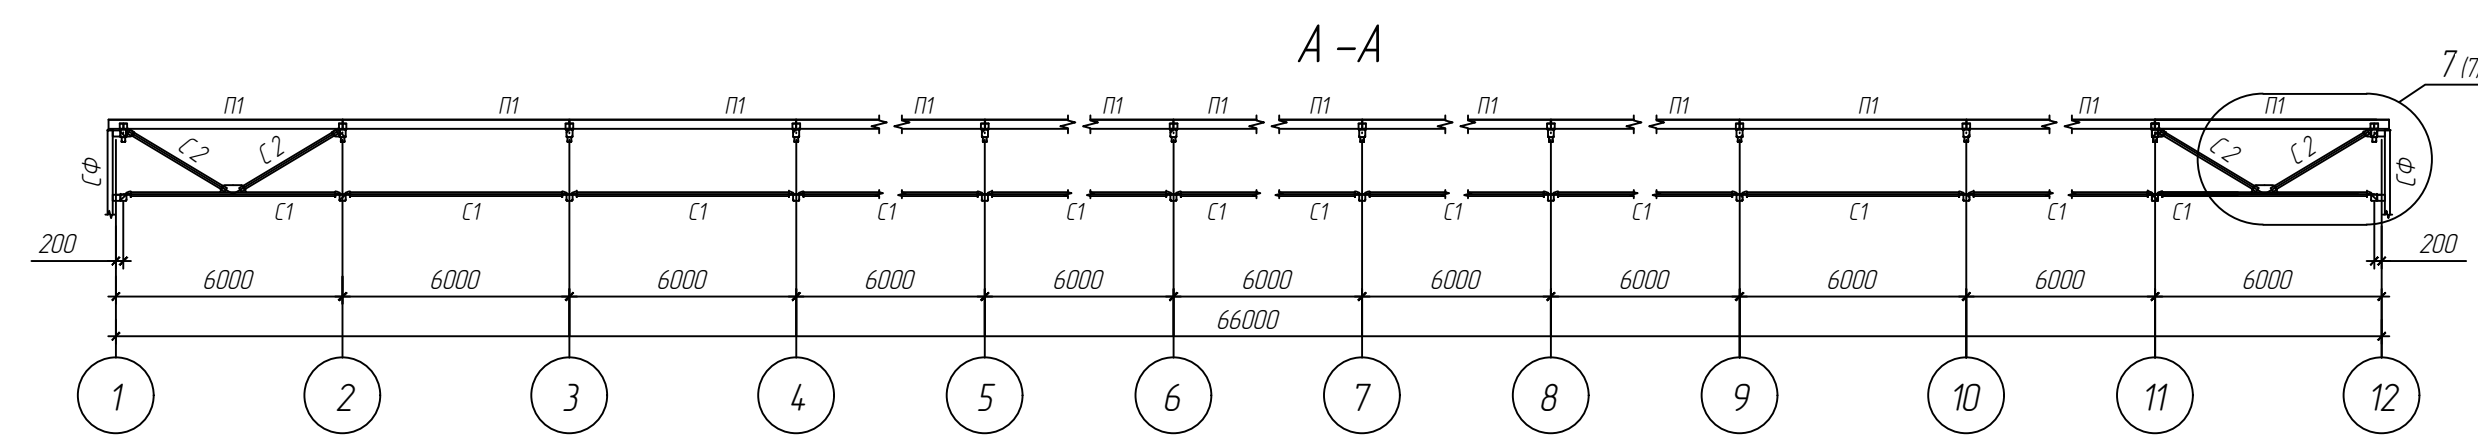 А - А
7 (7
П1 П1 П1 П1 П1 П1 П1 П1 П1 П1 П1 П1
СФ С2 С2 С2 С2 СФ
С1 С1 С1 С1 С1 С1 С1 С1 С1 С1 С1 С1
200 200
6000 6000 6000 6000 6000 6000 6000 6000 6000 6000 6000
66000
1 2 3 4 5 6 7 8 9 10 11 12